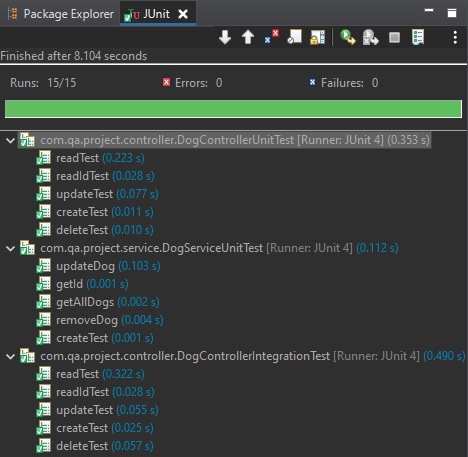 Package Explorer JUnit
Finished after 8.104 seconds
Runs: 15/15 Errors: 0 Failures: 0
com.qa.project.controller.DogControllerUnitTest [Runner: JUnit 4] (0.353 s)
readTest (0.223 s)
readIdTest (0.028 s)
updateTest (0.077 s)
createTest (0.011 s)
deleteTest (0.010 s)
com.qa.project.service.DogServiceUnitTest [Runner: JUnit 4] (0.112 s)
updateDog (0.103 s)
getId (0.001 s)
getAllDogs (0.002 s)
removeDog (0.004 s)
createTest (0.001 s)
com.qa.project.controller.DogControllerIntegrationTest [Runner: JUnit 4] (0.490 s)
readTest (0.322 s)
readIdTest (0.028 s)
updateTest (0.055 s)
createTest (0.025 s)
deleteTest (0.057 s)